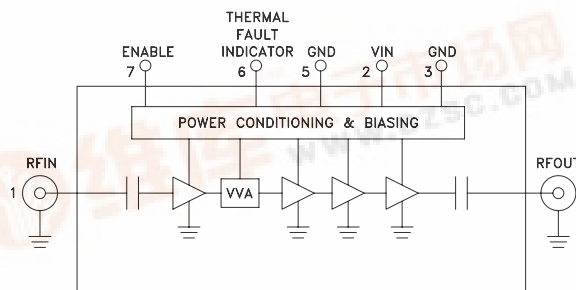 THERMAL
FAULT
ENABLE INDICATOR GND VIN GND
7 6 5 2 3
POWER CONDITIONING & BIASING
RFIN RFOUT
1 VVA